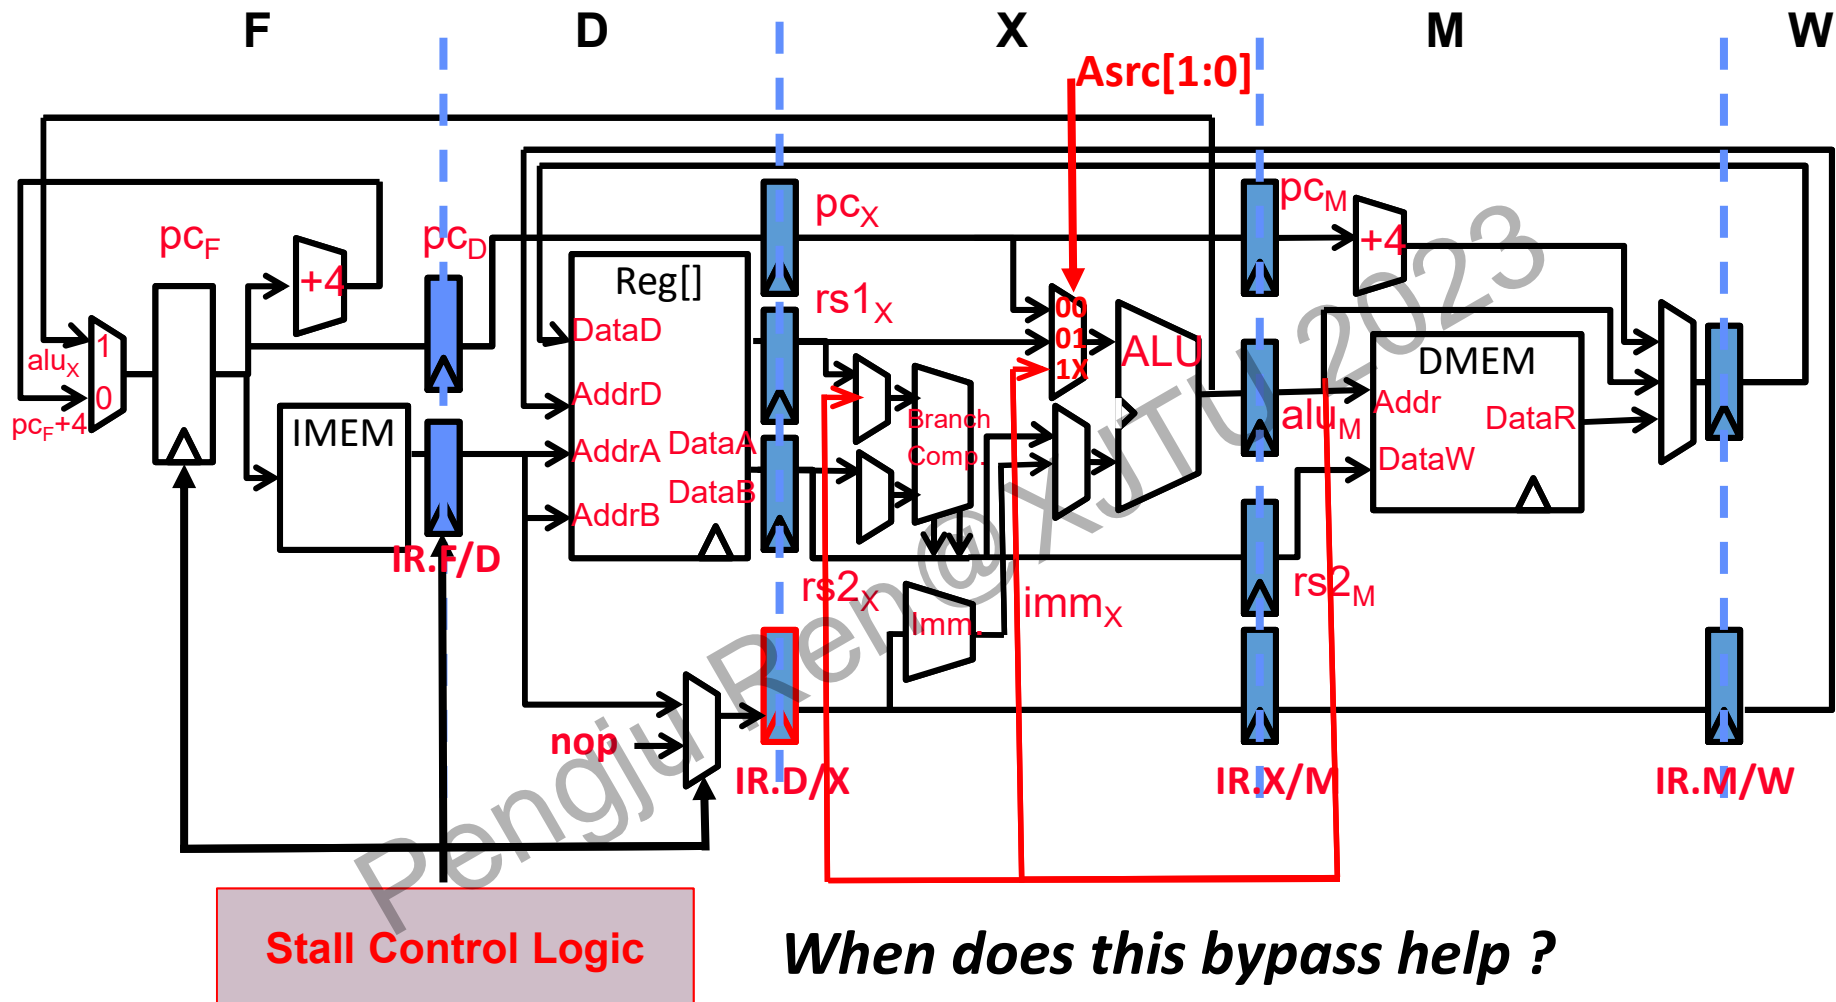 F D X M W
Asrc[1:0]
pcF
pcD
pcX
pcM
+4
+4
Reg[]
rs1X
00
01
1X
DataD
ALU
DMEM
1
aluX
0
pcF+4
AddrD
IMEM
AddrA
DataA
Branch
Comp.
aluM
Addr
DataR
DataW
DataB
AddrB
IR.F/D
rs2X
Imm.
immX
rs2M
nop
IR.D/X
IR.X/M
IR.M/W
Stall Control Logic
When does this bypass help ?
Pengju Ren@XJTU 2023